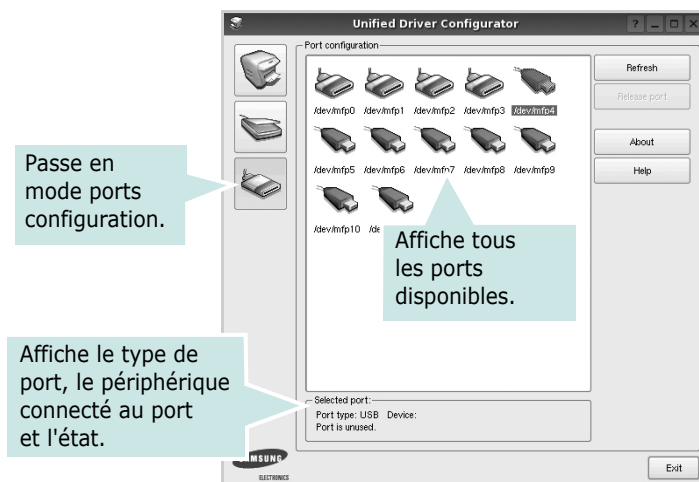 Unified Driver Configurator
Port configuration
/dev/mfp0 /dev/mfp1 /dev/mfp2 /dev/mfp3 /dev/mfp4
/dev/mfp5 /dev/mfp6 /dev/mfp7 /dev/mfp8 /dev/mfp9
/dev/mfp10
Refresh
Release port
About
Help
Passe en
mode ports
configuration.
Affiche tous
les ports
disponibles.
Affiche le type de
port, le périphérique
connecté au port
et l'état.
Selected port:
Port type: USB Device:
Port is unused.
ELECTRONICS
Exit